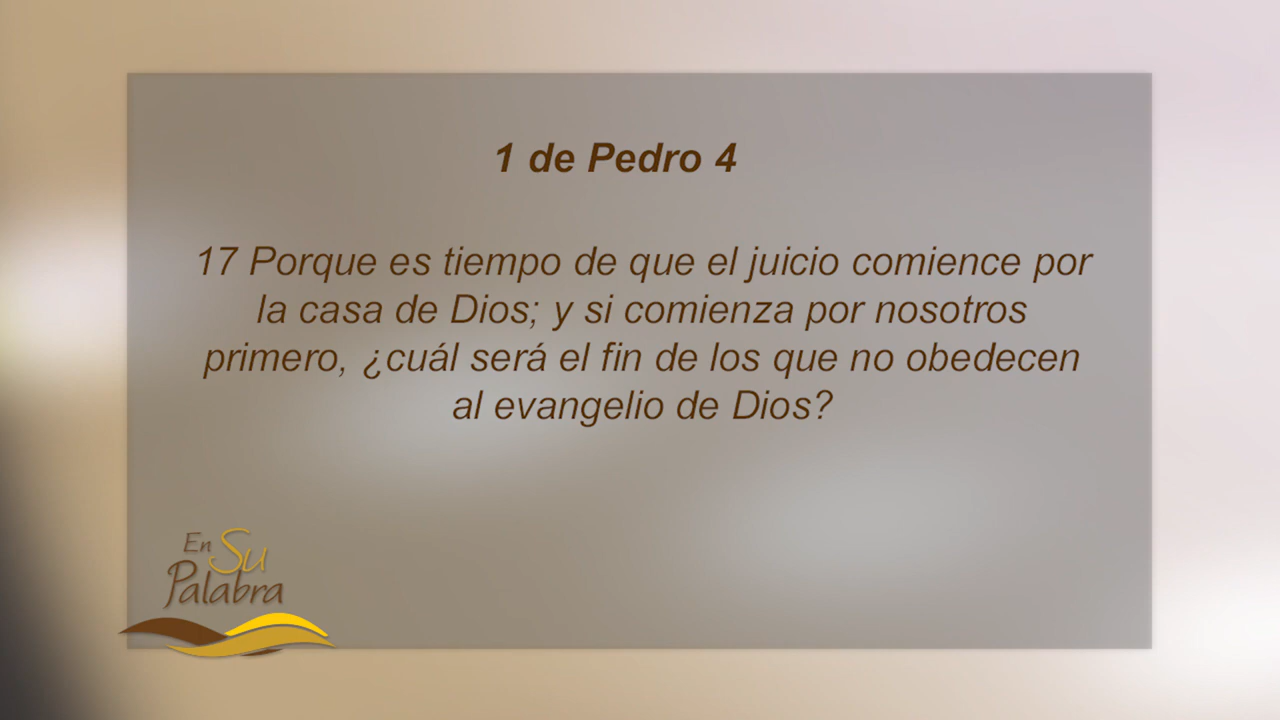 1 de Pedro 4
17 Porque es tiempo de que el juicio comience por
la casa de Dios; y si comienza por nosotros
primero, ¿cuál será el fin de los que no obedecen
al evangelio de Dios?
En Su
Palabra